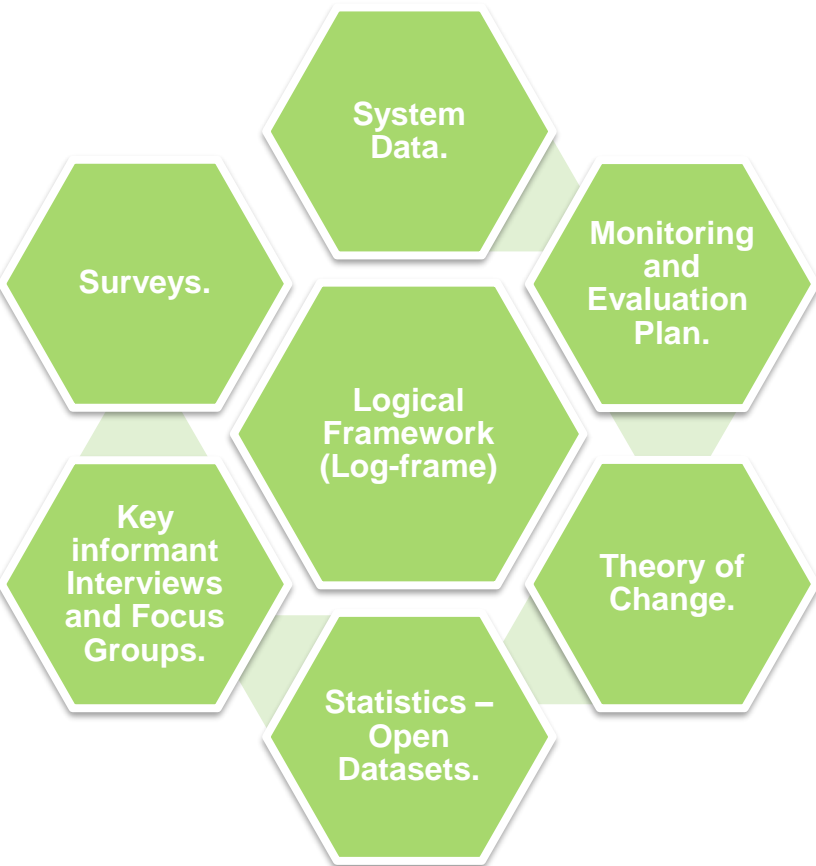 System
Data.
Surveys.
Monitoring
and
Evaluation
Plan.
Logical
Framework
(Log-frame)
Key
informant
Interviews
and Focus
Groups.
Theory of
Change.
Statistics –
Open
Datasets.